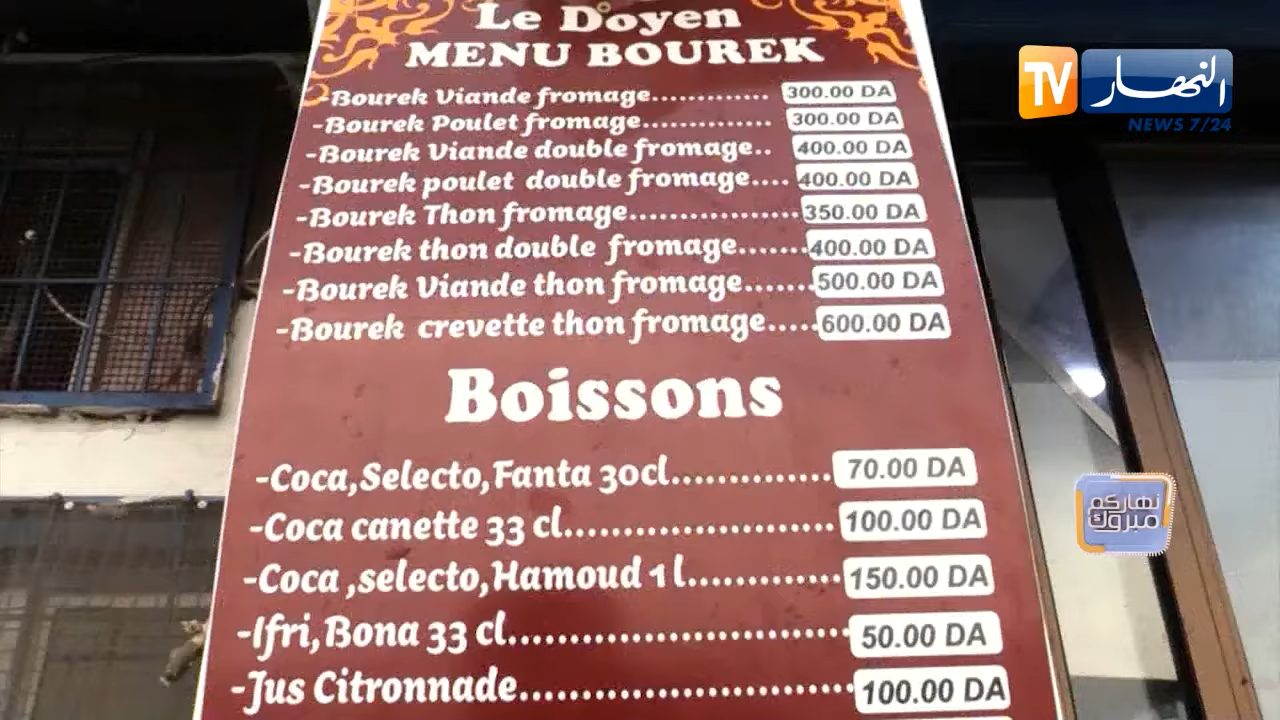 Le Doyen
MENU BOUREK
-Bourek Viande fromage............. 300.00 DA
-Bourek Poulet fromage.............. 300.00 DA
-Bourek Viande double fromage.. 400.00 DA
-Bourek poulet double fromage.... 400.00 DA
-Bourek Thon fromage.................. 350.00 DA
-Bourek thon double fromage....... 400.00 DA
-Bourek Viande thon fromage....... 500.00 DA
-Bourek crevette thon fromage..... 600.00 DA
Boissons
-Coca,Selecto,Fanta 30cl............. 70.00 DA
-Coca canette 33 cl...................... 100.00 DA
-Coca ,selecto,Hamoud 1 l............ 150.00 DA
-Ifri,Bona 33 cl........................... 50.00 DA
-Jus Citronnade.......................... 100.00 DA
TV النهار
NEWS 7/24
نهاركم
مبروك